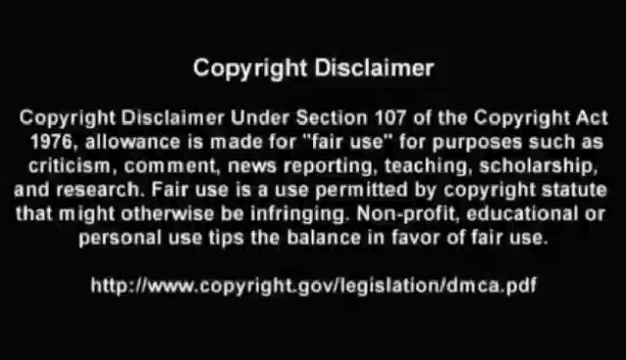 Copyright Disclaimer
Copyright Disclaimer Under Section 107 of the Copyright Act
1976, allowance is made for "fair use" for purposes such as
criticism, comment, news reporting, teaching, scholarship,
and research. Fair use is a use permitted by copyright statute
that might otherwise be infringing. Non-profit, educational or
personal use tips the balance in favor of fair use.
http://www.copyright.gov/legislation/dmca.pdf